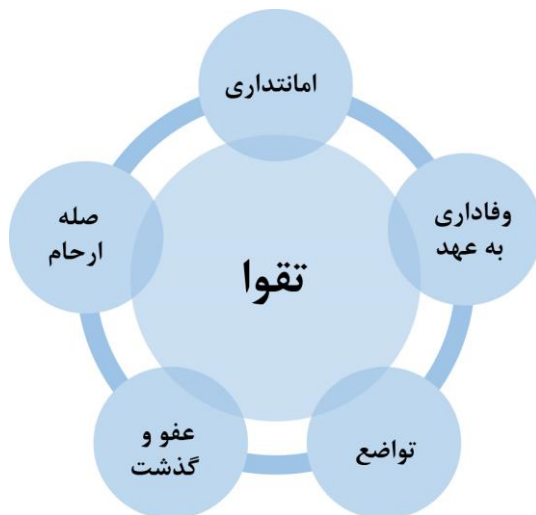 امانتداری
وفاداری
به عهد
تواضع
عفو و
گذشت
صله
ارحام
تقوا